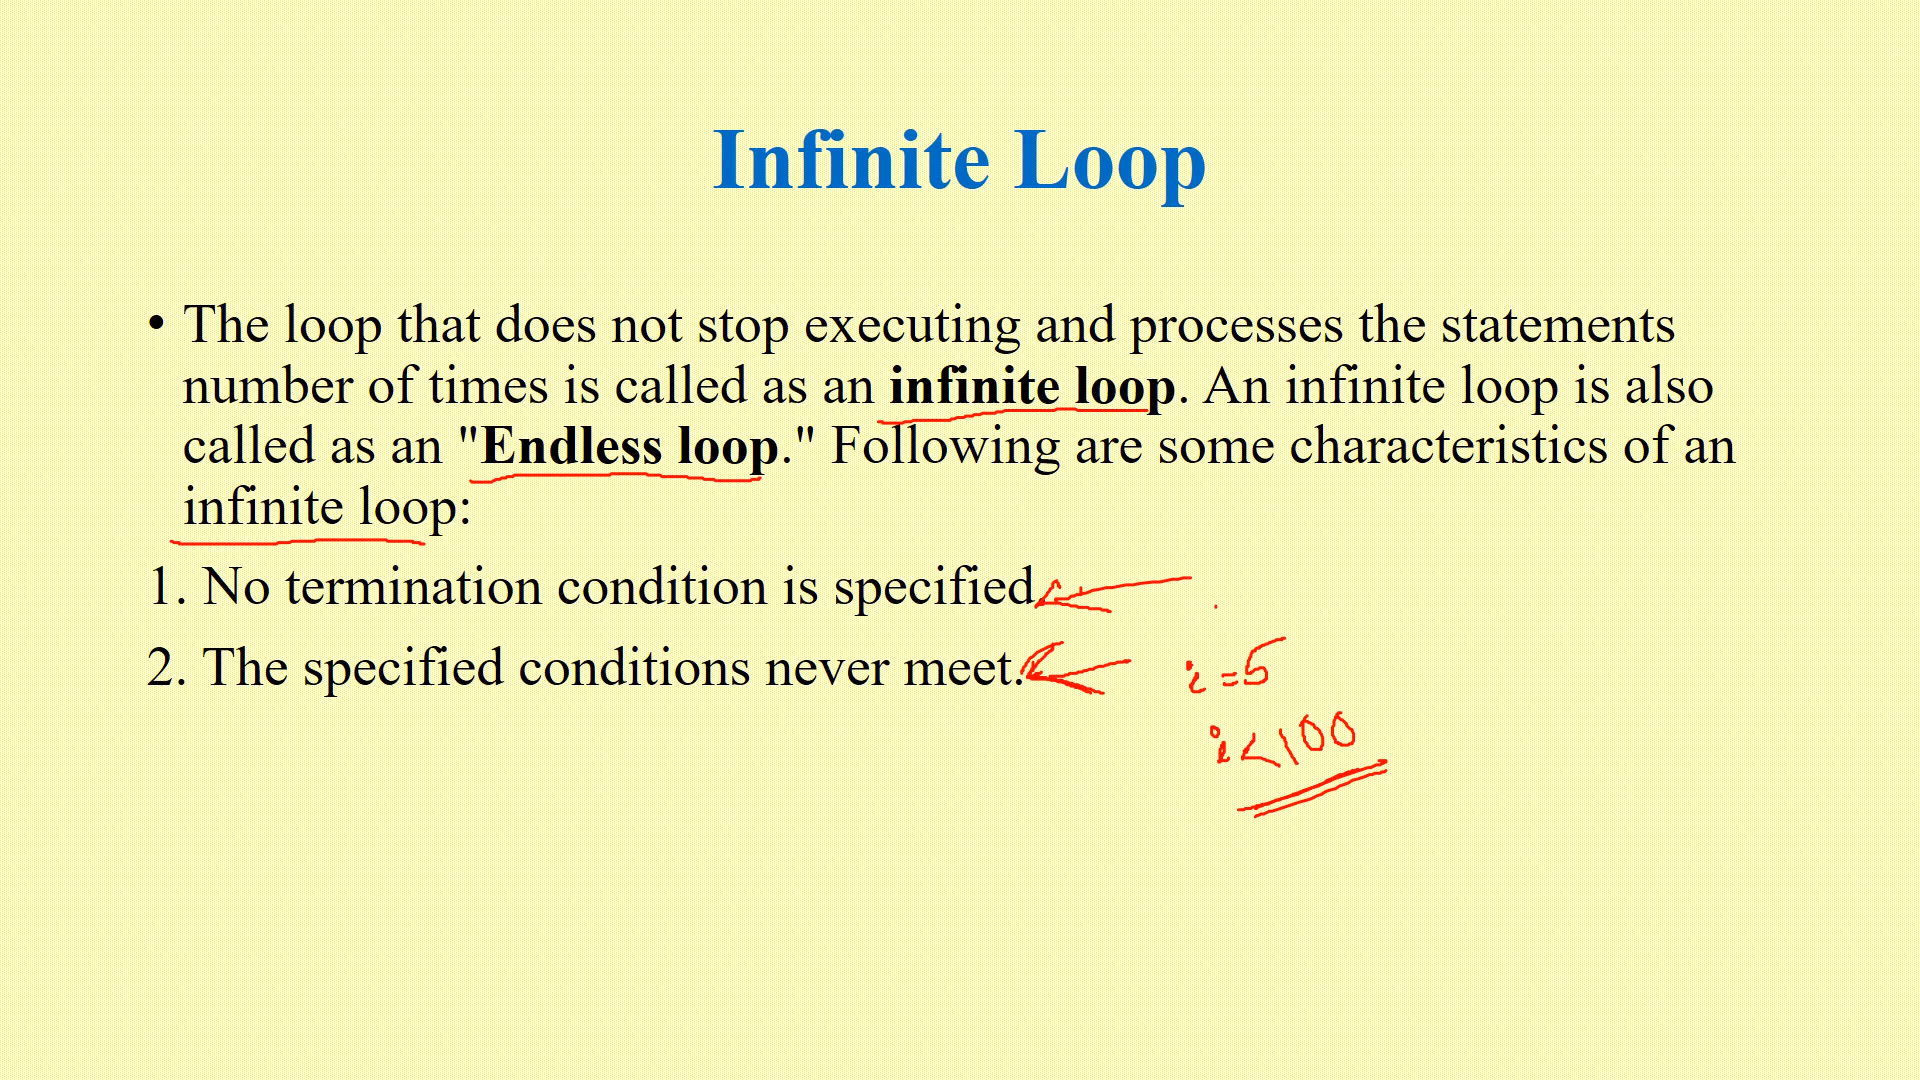 Infinite Loop
• The loop that does not stop executing and processes the statements
number of times is called as an infinite loop. An infinite loop is also
called as an "Endless loop." Following are some characteristics of an
infinite loop:
1. No termination condition is specified.
2. The specified conditions never meet.
i=5
i<100